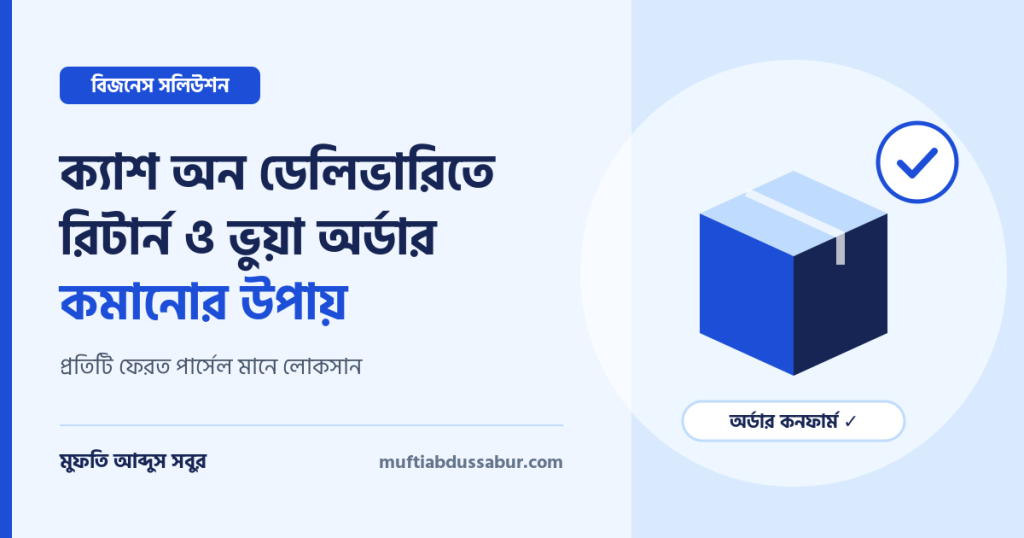 বিজনেস সলিউশন
ক্যাশ অন ডেলিভারিতে
রিটার্ন ও ভুয়া অর্ডার
কমানোর উপায়
প্রতিটি ফেরত পার্সেল মানে লোকসান
মুফতি আব্দুস সবুর
muftiabdussabur.com
অর্ডার কনফার্ম ✓